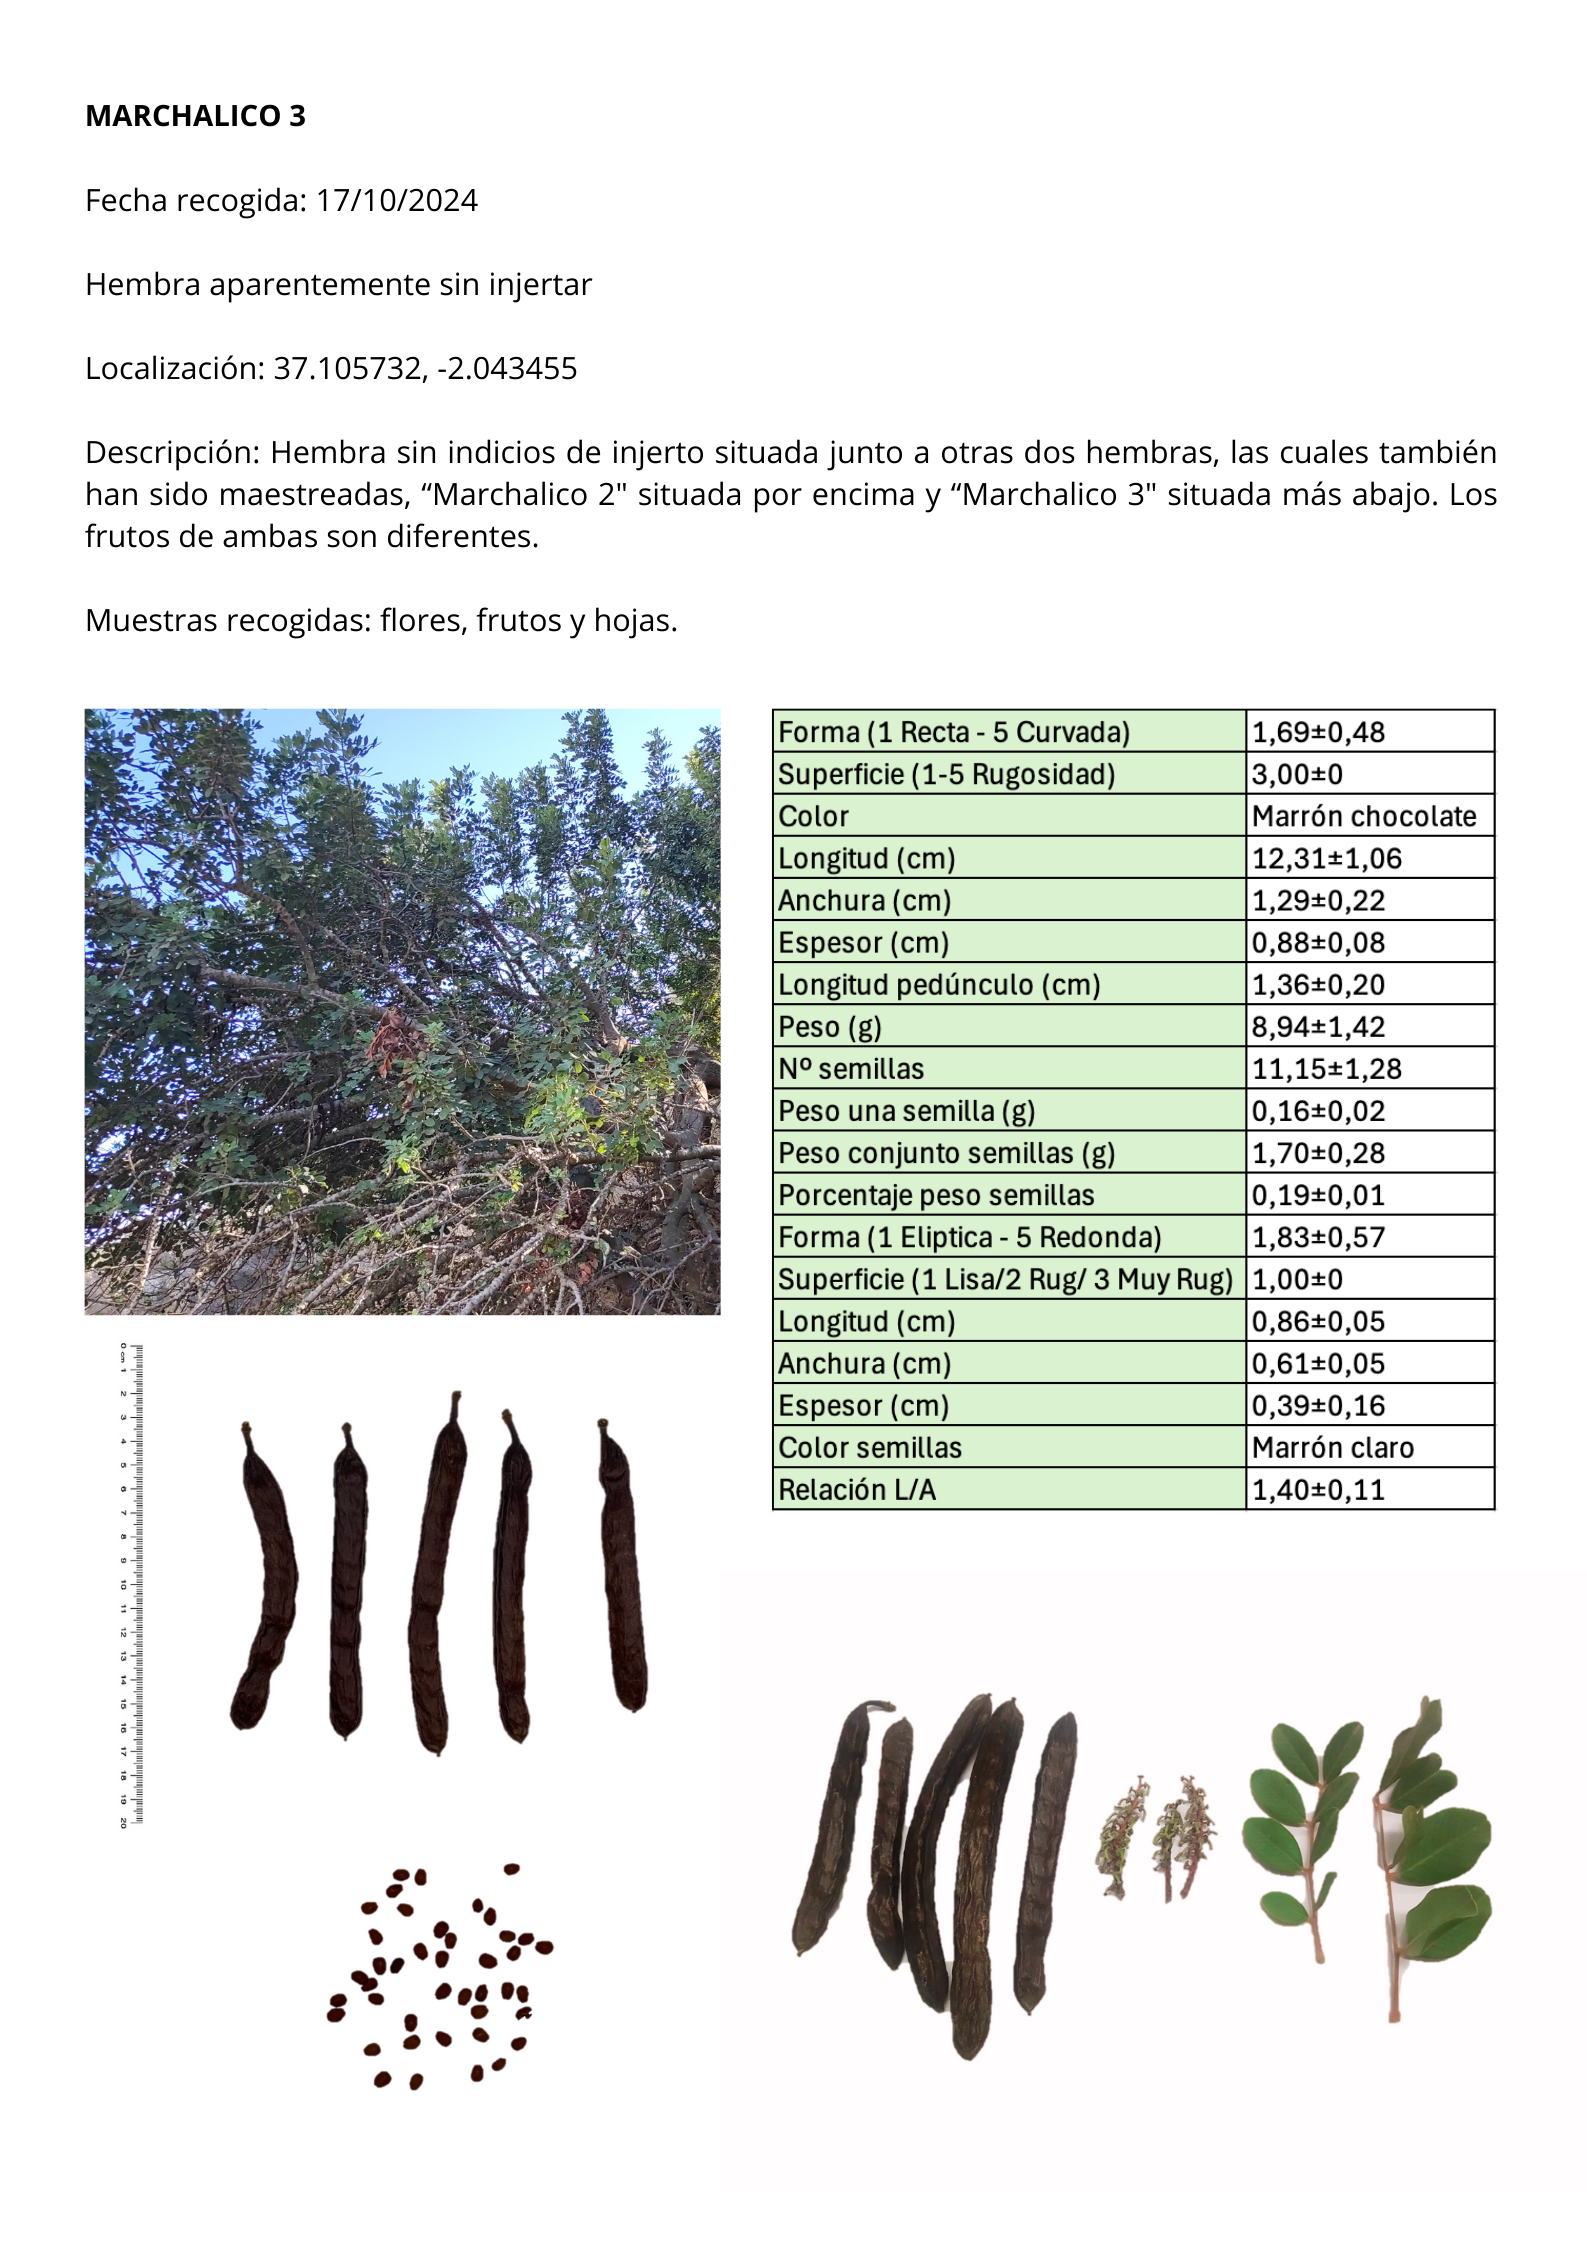 MARCHALICO 3
Fecha recogida: 17/10/2024
Hembra aparentemente sin injertar
Localización: 37.105732, -2.043455
Descripción: Hembra sin indicios de injerto situada junto a otras dos hembras, las cuales también
han sido maestreadas, “Marchalico 2" situada por encima y “Marchalico 3" situada más abajo. Los
frutos de ambas son diferentes.
Muestras recogidas: flores, frutos y hojas.
Forma (1 Recta - 5 Curvada) 1,69±0,48
Superficie (1-5 Rugosidad) 3,00±0
Color Marrón chocolate
Longitud (cm) 12,31±1,06
Anchura (cm) 1,29±0,22
Espesor (cm) 0,88±0,08
Longitud pedúnculo (cm) 1,36±0,20
Peso (g) 8,94±1,42
Nº semillas 11,15±1,28
Peso una semilla (g) 0,16±0,02
Peso conjunto semillas (g) 1,70±0,28
Porcentaje peso semillas 0,19±0,01
Forma (1 Eliptica - 5 Redonda) 1,83±0,57
Superficie (1 Lisa/2 Rug/ 3 Muy Rug) 1,00±0
Longitud (cm) 0,86±0,05
Anchura (cm) 0,61±0,05
Espesor (cm) 0,39±0,16
Color semillas Marrón claro
Relación L/A 1,40±0,11
0 cm 1 2 3 4 5 6 7 8 9 10 11 12 13 14 15 16 17 18 19 20